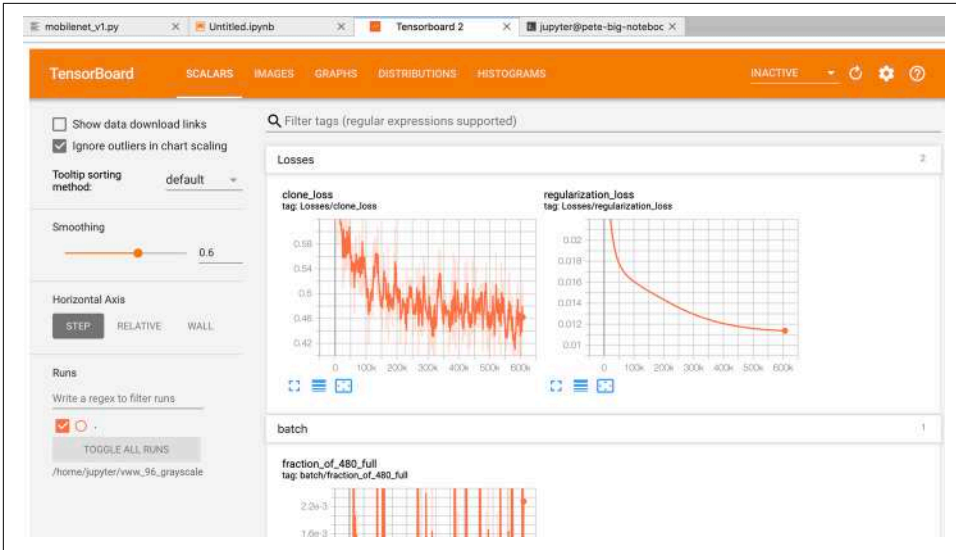 mobilenet_v1.py
Untitled.ipynb
Tensorboard 2
jupyter@pete-big-noteboc
TensorBoard
SCALARS
IMAGES
GRAPHS
DISTRIBUTIONS
HISTOGRAMS
INACTIVE
Show data download links
Ignore outliers in chart scaling
Tooltip sorting
method:
default
Smoothing
0.6
Horizontal Axis
STEP
RELATIVE
WALL
Runs
Write a regex to filter runs
.
TOGGLE ALL RUNS
/home/jupyter/vww_96_grayscale
Filter tags (regular expressions supported)
Losses
2
clone_loss
tag: Losses/clone_loss
0.58
0.54
0.5
0.46
0.42
0 100k 200k 300k 400k 500k 600k
regularization_loss
tag: Losses/regularization_loss
0.02
0.018
0.016
0.014
0.012
0.01
0 100k 200k 300k 400k 500k 600k
batch
1
fraction_of_480_full
tag: batch/fraction_of_480_full
2.2e-3
1.6e-3